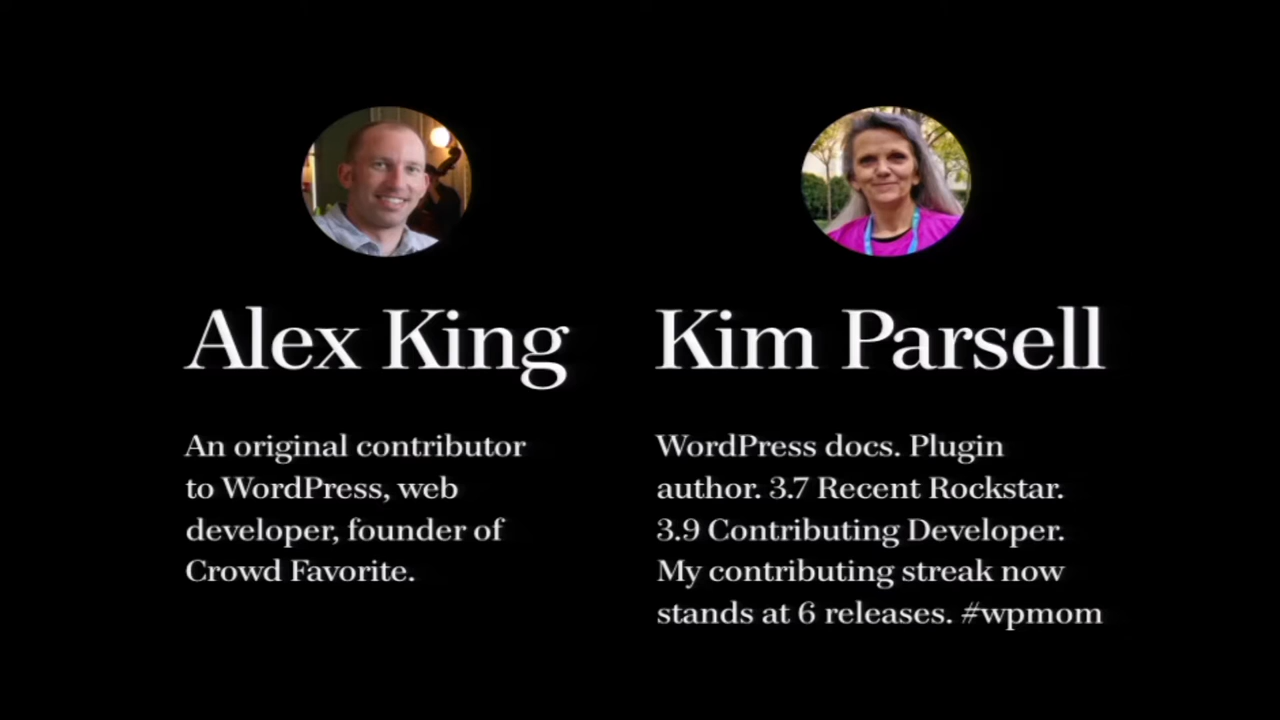 Alex King
An original contributor
to WordPress, web
developer, founder of
Crowd Favorite.
Kim Parsell
WordPress docs. Plugin
author. 3.7 Recent Rockstar.
3.9 Contributing Developer.
My contributing streak now
stands at 6 releases. #wpmom